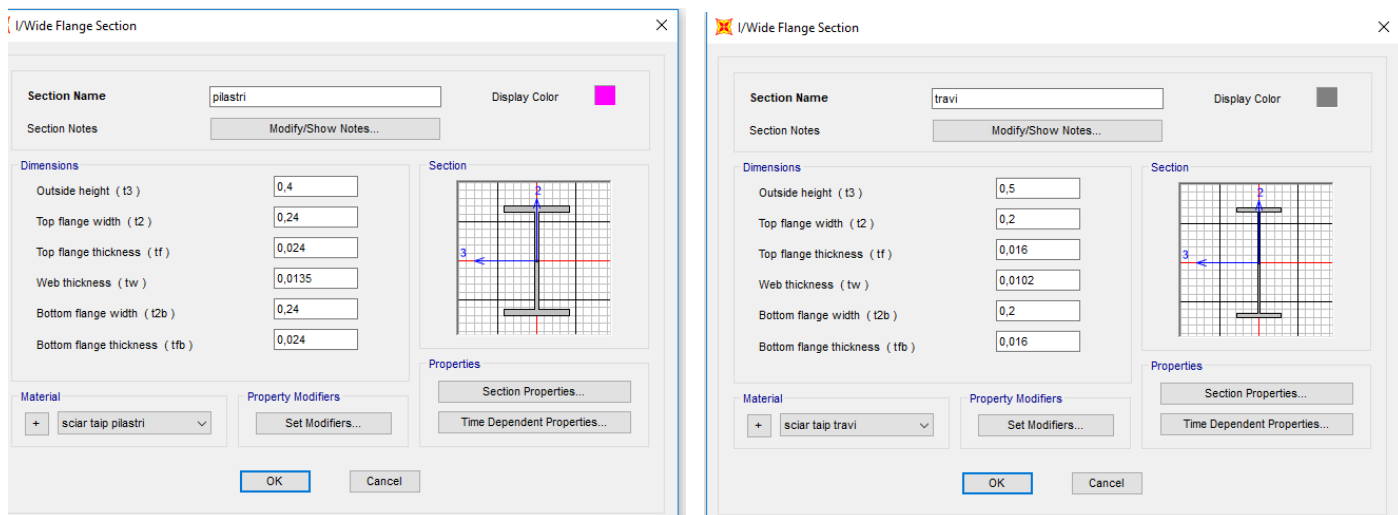 I/Wide Flange Section
Section Name
pilastri
Display Color
Section Notes
Modify/Show Notes...
Dimensions
Outside height ( t3 )
0,4
Top flange width ( t2 )
0,24
Top flange thickness ( tf )
0,024
Web thickness ( tw )
0,0135
Bottom flange width ( t2b )
0,24
Bottom flange thickness ( tfb )
0,024
Section
2
3
Properties
Section Properties...
Time Dependent Properties...
Material
+
sciar taip pilastri
Property Modifiers
Set Modifiers...
OK
Cancel
I/Wide Flange Section
Section Name
travi
Display Color
Section Notes
Modify/Show Notes...
Dimensions
Outside height ( t3 )
0,5
Top flange width ( t2 )
0,2
Top flange thickness ( tf )
0,016
Web thickness ( tw )
0,0102
Bottom flange width ( t2b )
0,2
Bottom flange thickness ( tfb )
0,016
Section
2
3
Properties
Section Properties...
Time Dependent Properties...
Material
+
sciar taip travi
Property Modifiers
Set Modifiers...
OK
Cancel